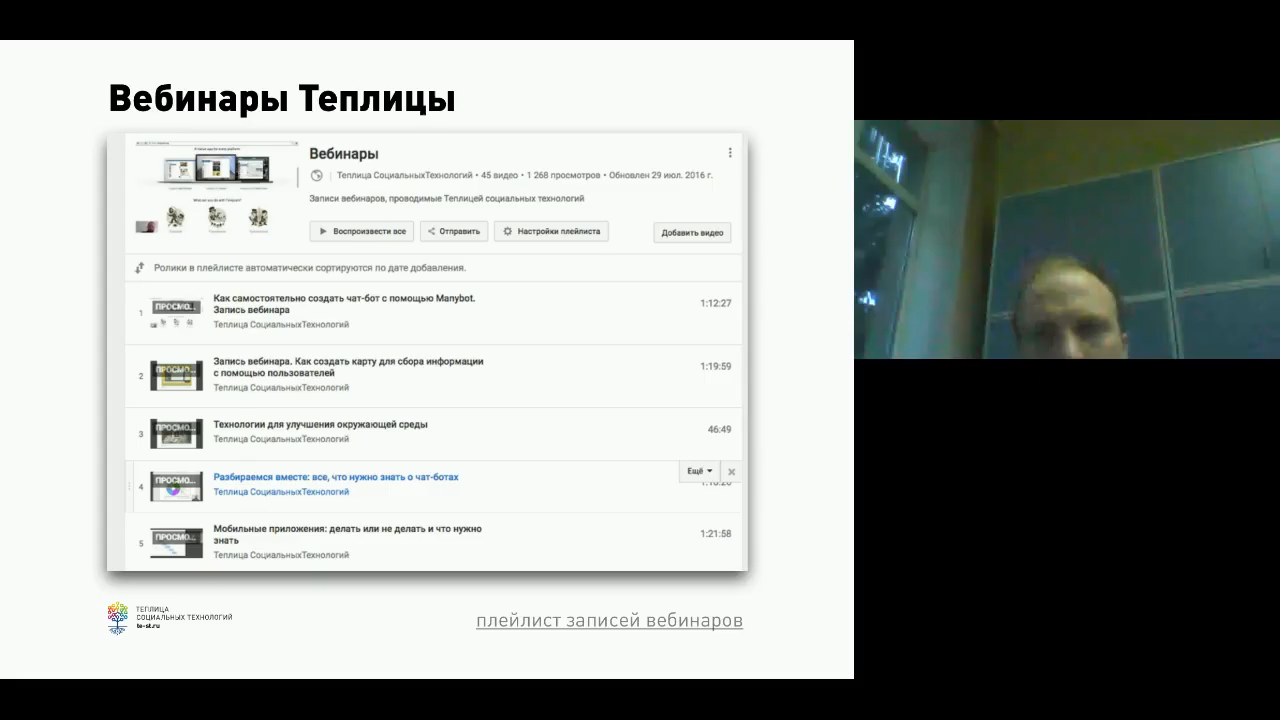 Вебинары Теплицы
Вебинары
Теплица СоциальныхТехнологий • 45 видео • 1 268 просмотров • Обновлен 29 июл. 2016 г.
Записи вебинаров, проводимые Теплицей социальных технологий
Воспроизвести все
Отправить
Настройки плейлиста
Добавить видео
Ролики в плейлисте автоматически сортируются по дате добавления.
1
ПРОСМО...
Как самостоятельно создать чат-бот с помощью Manybot.
Запись вебинара
Теплица СоциальныхТехнологий
1:12:27
2
ПРОСМО...
Запись вебинара. Как создать карту для сбора информации
с помощью пользователей
Теплица СоциальныхТехнологий
1:19:59
3
ПРОСМО...
Технологии для улучшения окружающей среды
Теплица СоциальныхТехнологий
46:49
4
ПРОСМО...
Разбираемся вместе: все, что нужно знать о чат-ботах
Теплица СоциальныхТехнологий
Ещё
5
ПРОСМО...
Мобильные приложения: делать или не делать и что нужно
знать
Теплица СоциальныхТехнологий
1:21:58
ТЕПЛИЦА
СОЦИАЛЬНЫХ ТЕХНОЛОГИЙ
te-st.ru
плейлист записей вебинаров